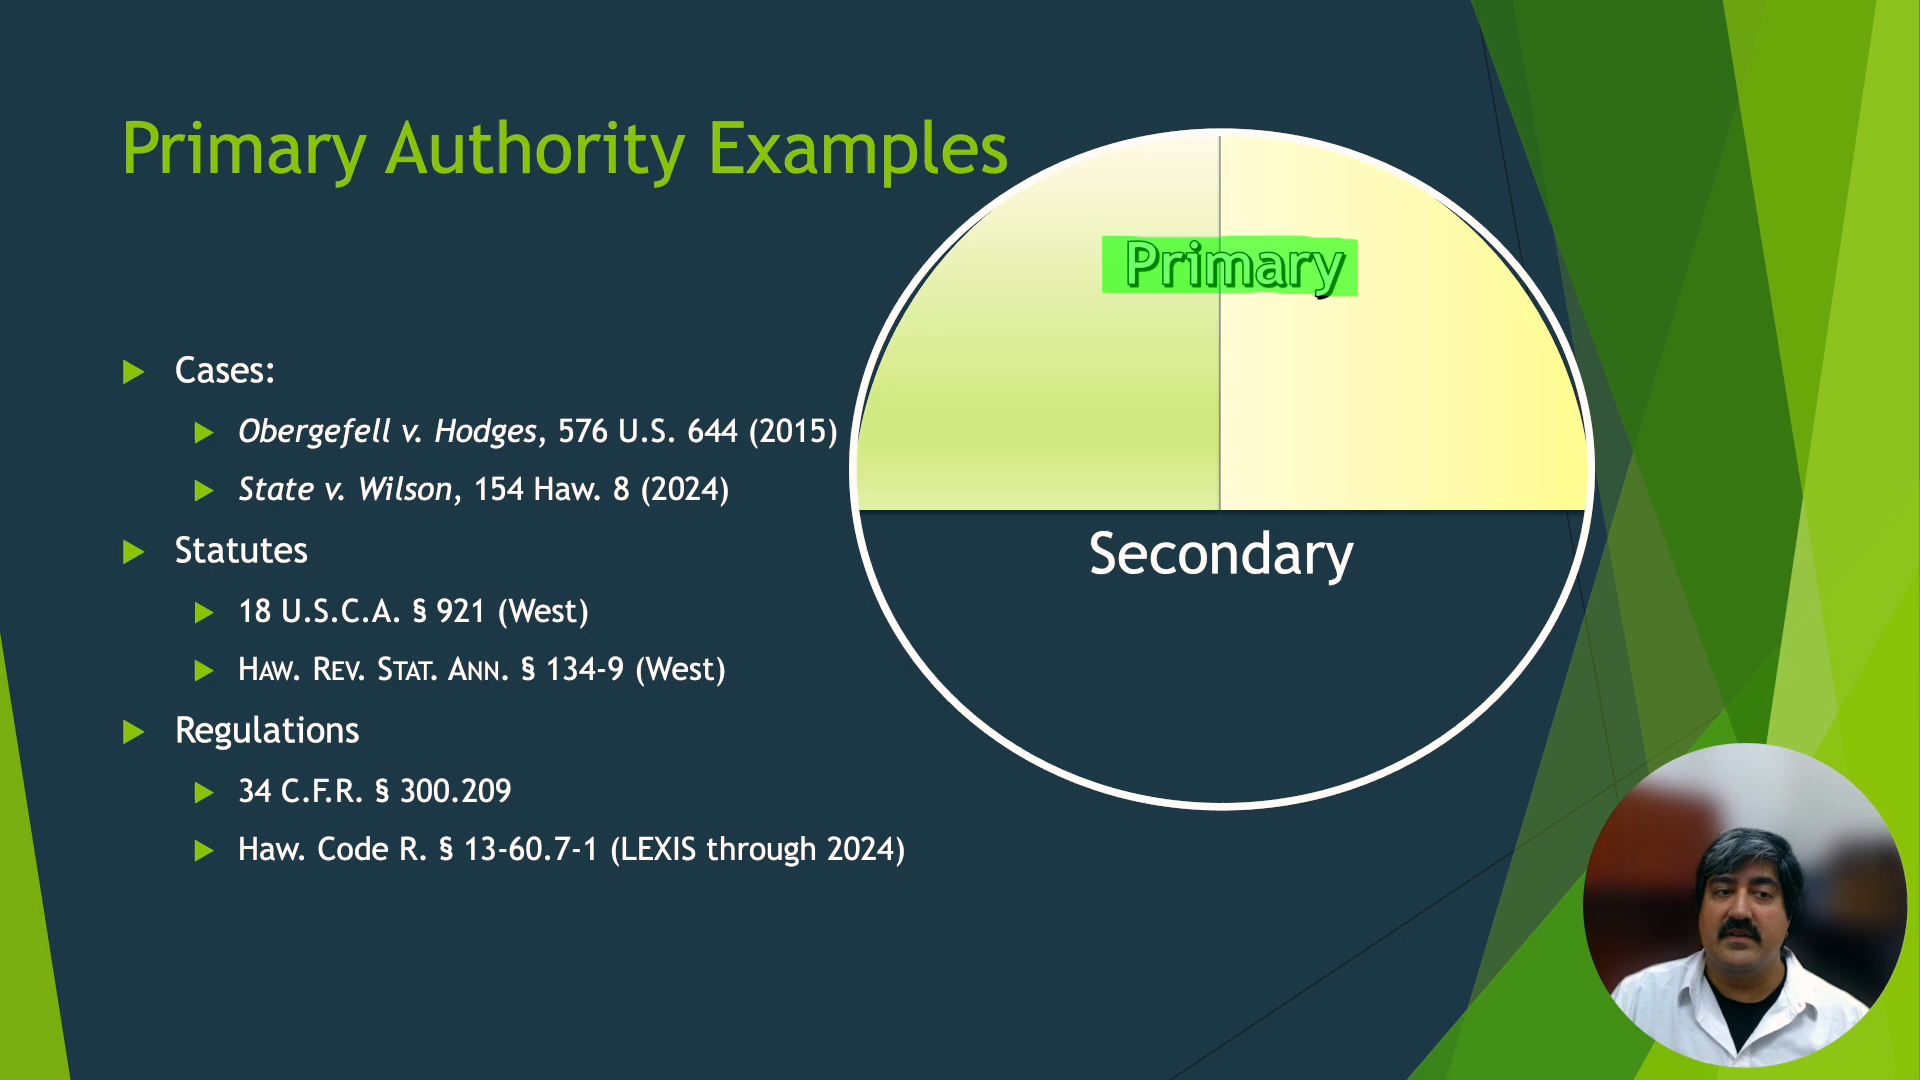 Primary Authority Examples
Cases:
Obergefell v. Hodges, 576 U.S. 644 (2015)
State v. Wilson, 154 Haw. 8 (2024)
Statutes
18 U.S.C.A. § 921 (West)
HAW. REV. STAT. ANN. § 134-9 (West)
Regulations
34 C.F.R. § 300.209
Haw. Code R. § 13-60.7-1 (LEXIS through 2024)
Primary
Secondary